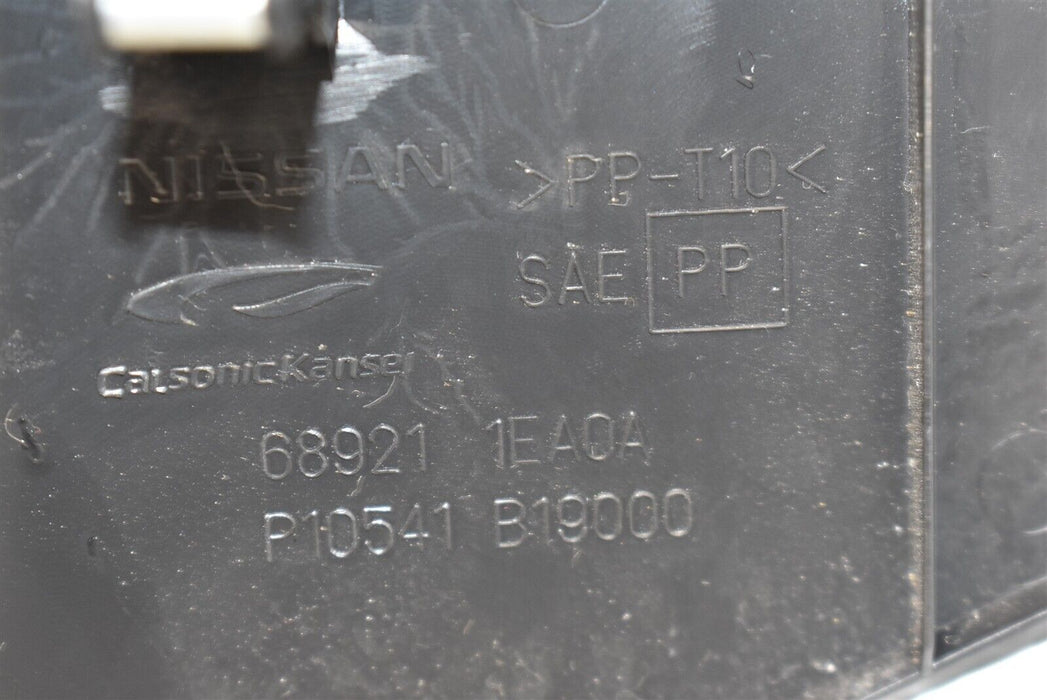 NISSAN
>PP-T10<
SAE PP
CalsonicKansei
68921 1EA0A
P10541 B19000